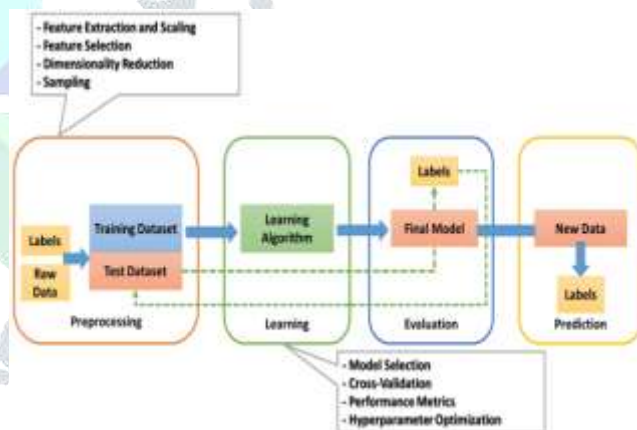 - Feature Extraction and Scaling
- Feature Selection
- Dimensionality Reduction
- Sampling
Labels
Raw
Data
Training Dataset
Test Dataset
Preprocessing
Learning
Algorithm
Learning
Labels
Final Model
Evaluation
New Data
Labels
Prediction
- Model Selection
- Cross-Validation
- Performance Metrics
- Hyperparameter Optimization